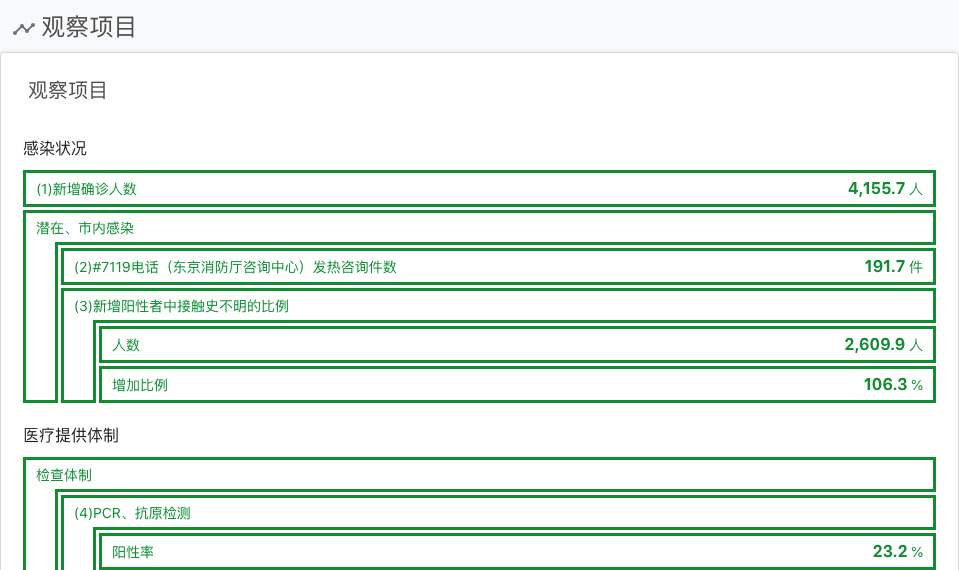 观察项目
观察项目
感染状况
(1)新增确诊人数 4,155.7 人
潜在、市内感染
(2)#7119电话（东京消防厅咨询中心）发热咨询件数 191.7 件
(3)新增阳性者中接触史不明的比例
人数 2,609.9 人
增加比例 106.3 %
医疗提供体制
检查体制
(4)PCR、抗原检测
阳性率 23.2 %